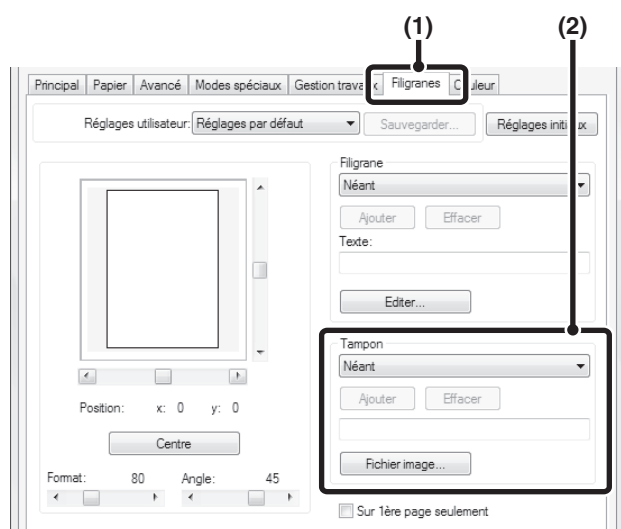 (1) (2)
Principal Papier Avancé Modes spéciaux Gestion Filigranes
Réglages utilisateur: Réglages par défaut Sauvegarder... Réglages
Filigrane
Néant
Ajouter Effacer
Texte:
Editer...
Tampon
Néant
Ajouter Effacer
Position: x: 0 y: 0
Centre
Fichier image...
Format: 80 Angle: 45
Sur 1ère page seulement